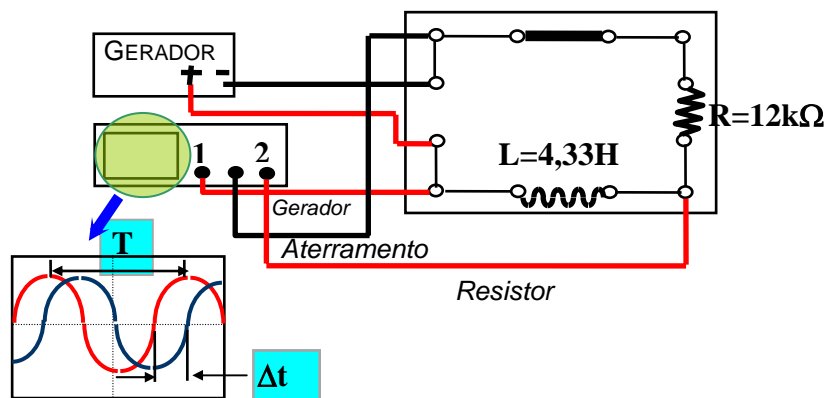 GERADOR
+ -
1 2
R=12kΩ
L=4,33H
Gerador
Aterramento
Resistor
T
Δt